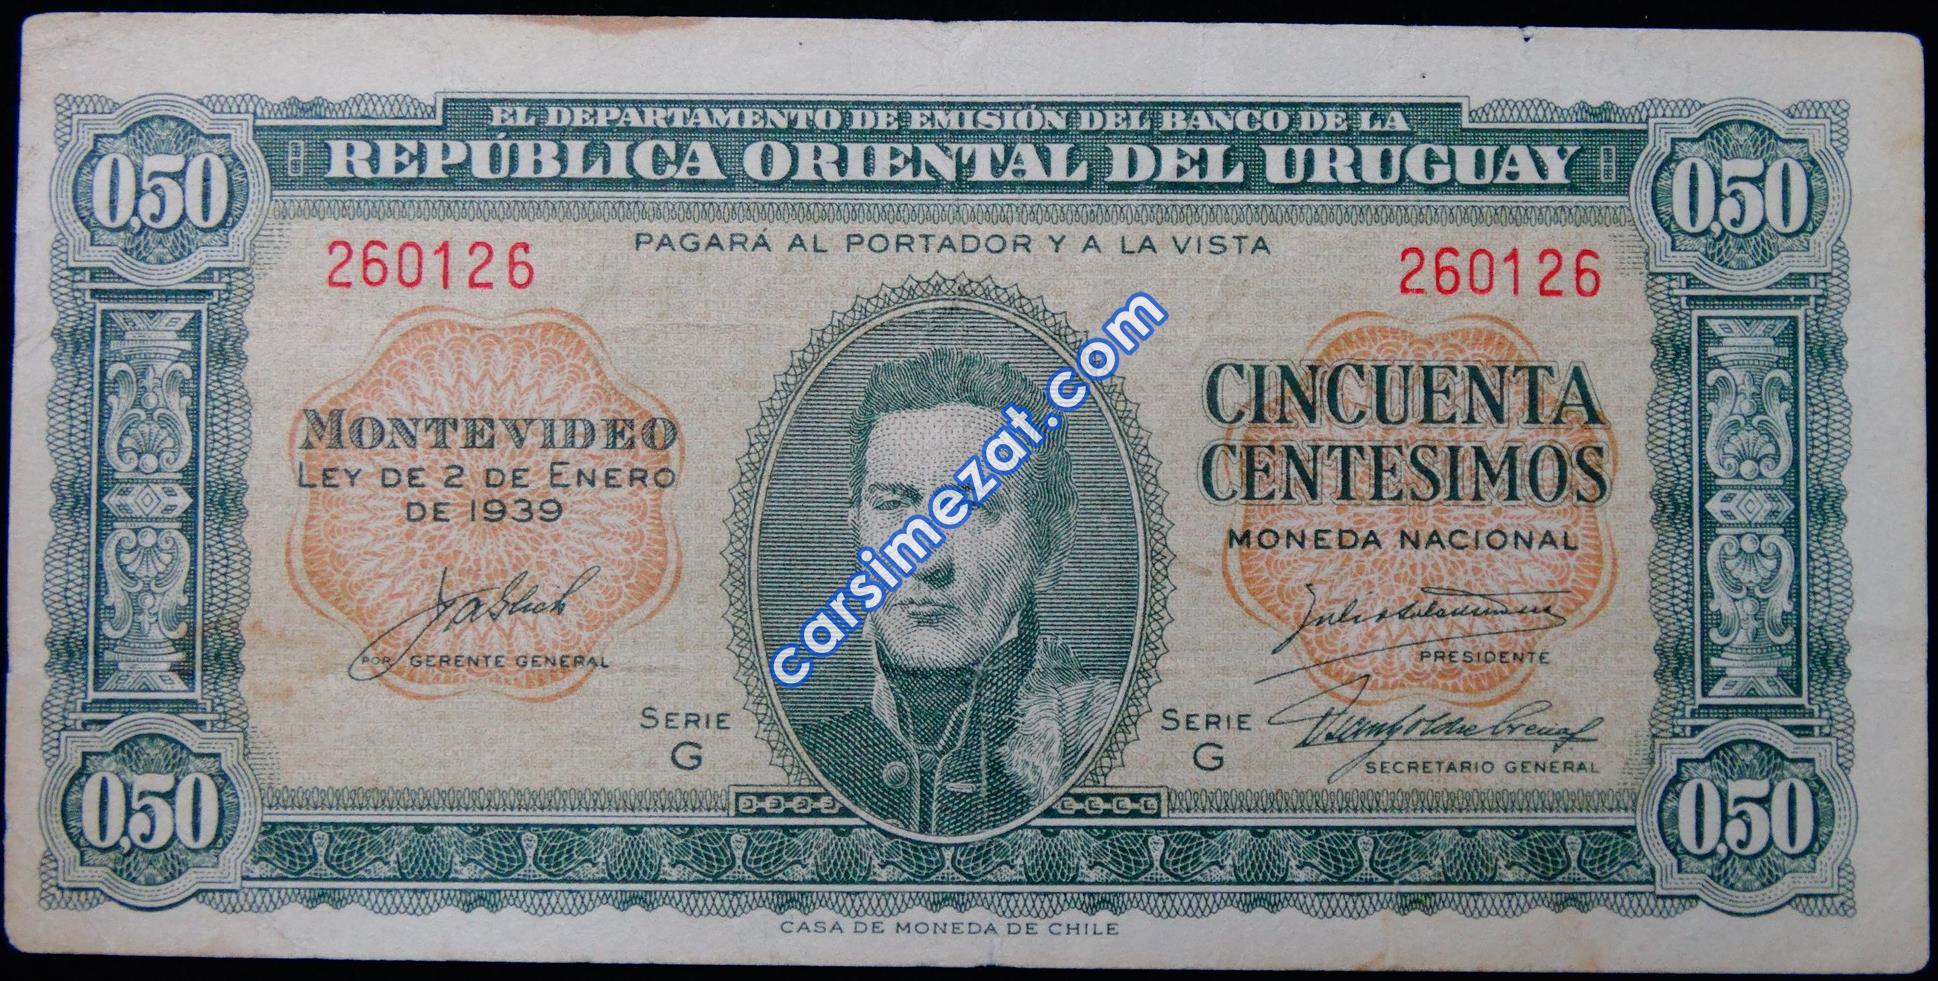 EL DEPARTAMENTO DE EMISIÓN DEL BANCO DE LA
REPÚBLICA ORIENTAL DEL URUGUAY
0,50
0,50
PAGARÁ AL PORTADOR Y A LA VISTA
260126
260126
MONTEVIDEO
LEY DE 2 DE ENERO
DE 1939
CINCUENTA
CENTESIMOS
MONEDA NACIONAL
POR GERENTE GENERAL
PRESIDENTE
SERIE
G
SERIE
G
SECRETARIO GENERAL
0,50
0,50
CASA DE MONEDA DE CHILE
carsimezat.com